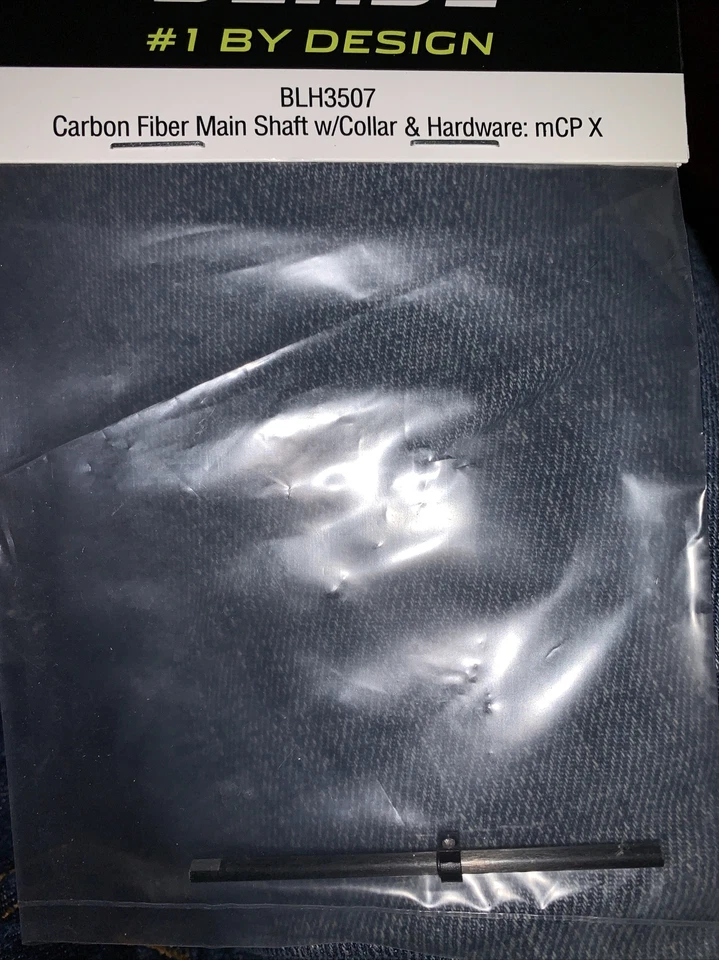 #1 BY DESIGN
BLH3507
Carbon Fiber Main Shaft w/Collar & Hardware: mCP X